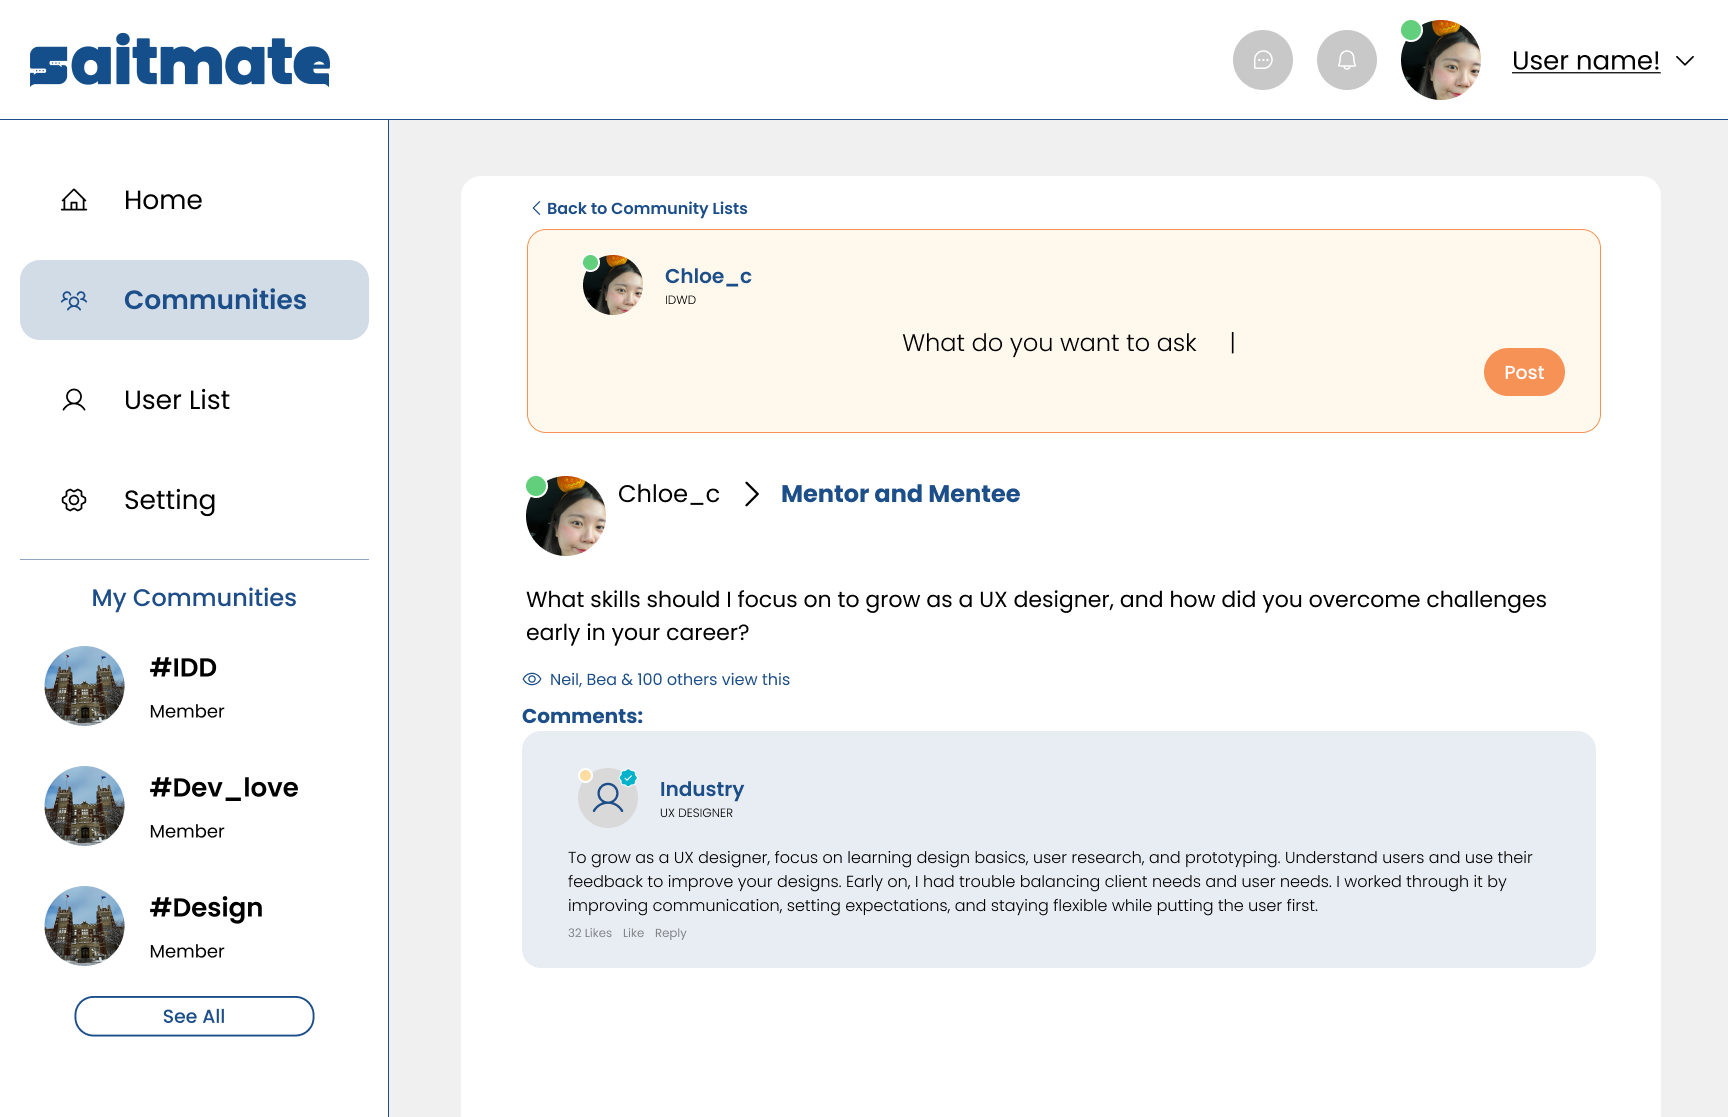 saitmate
User name!
Home
Communities
User List
Setting
My Communities
#IDD
Member
#Dev_love
Member
#Design
Member
See All
Back to Community Lists
Chloe_c
IDWD
What do you want to ask |
Post
Chloe_c
Mentor and Mentee
What skills should I focus on to grow as a UX designer, and how did you overcome challenges
early in your career?
Neil, Bea & 100 others view this
Comments:
Industry
UX DESIGNER
To grow as a UX designer, focus on learning design basics, user research, and prototyping. Understand users and use their
feedback to improve your designs. Early on, I had trouble balancing client needs and user needs. I worked through it by
improving communication, setting expectations, and staying flexible while putting the user first.
32 Likes Like Reply